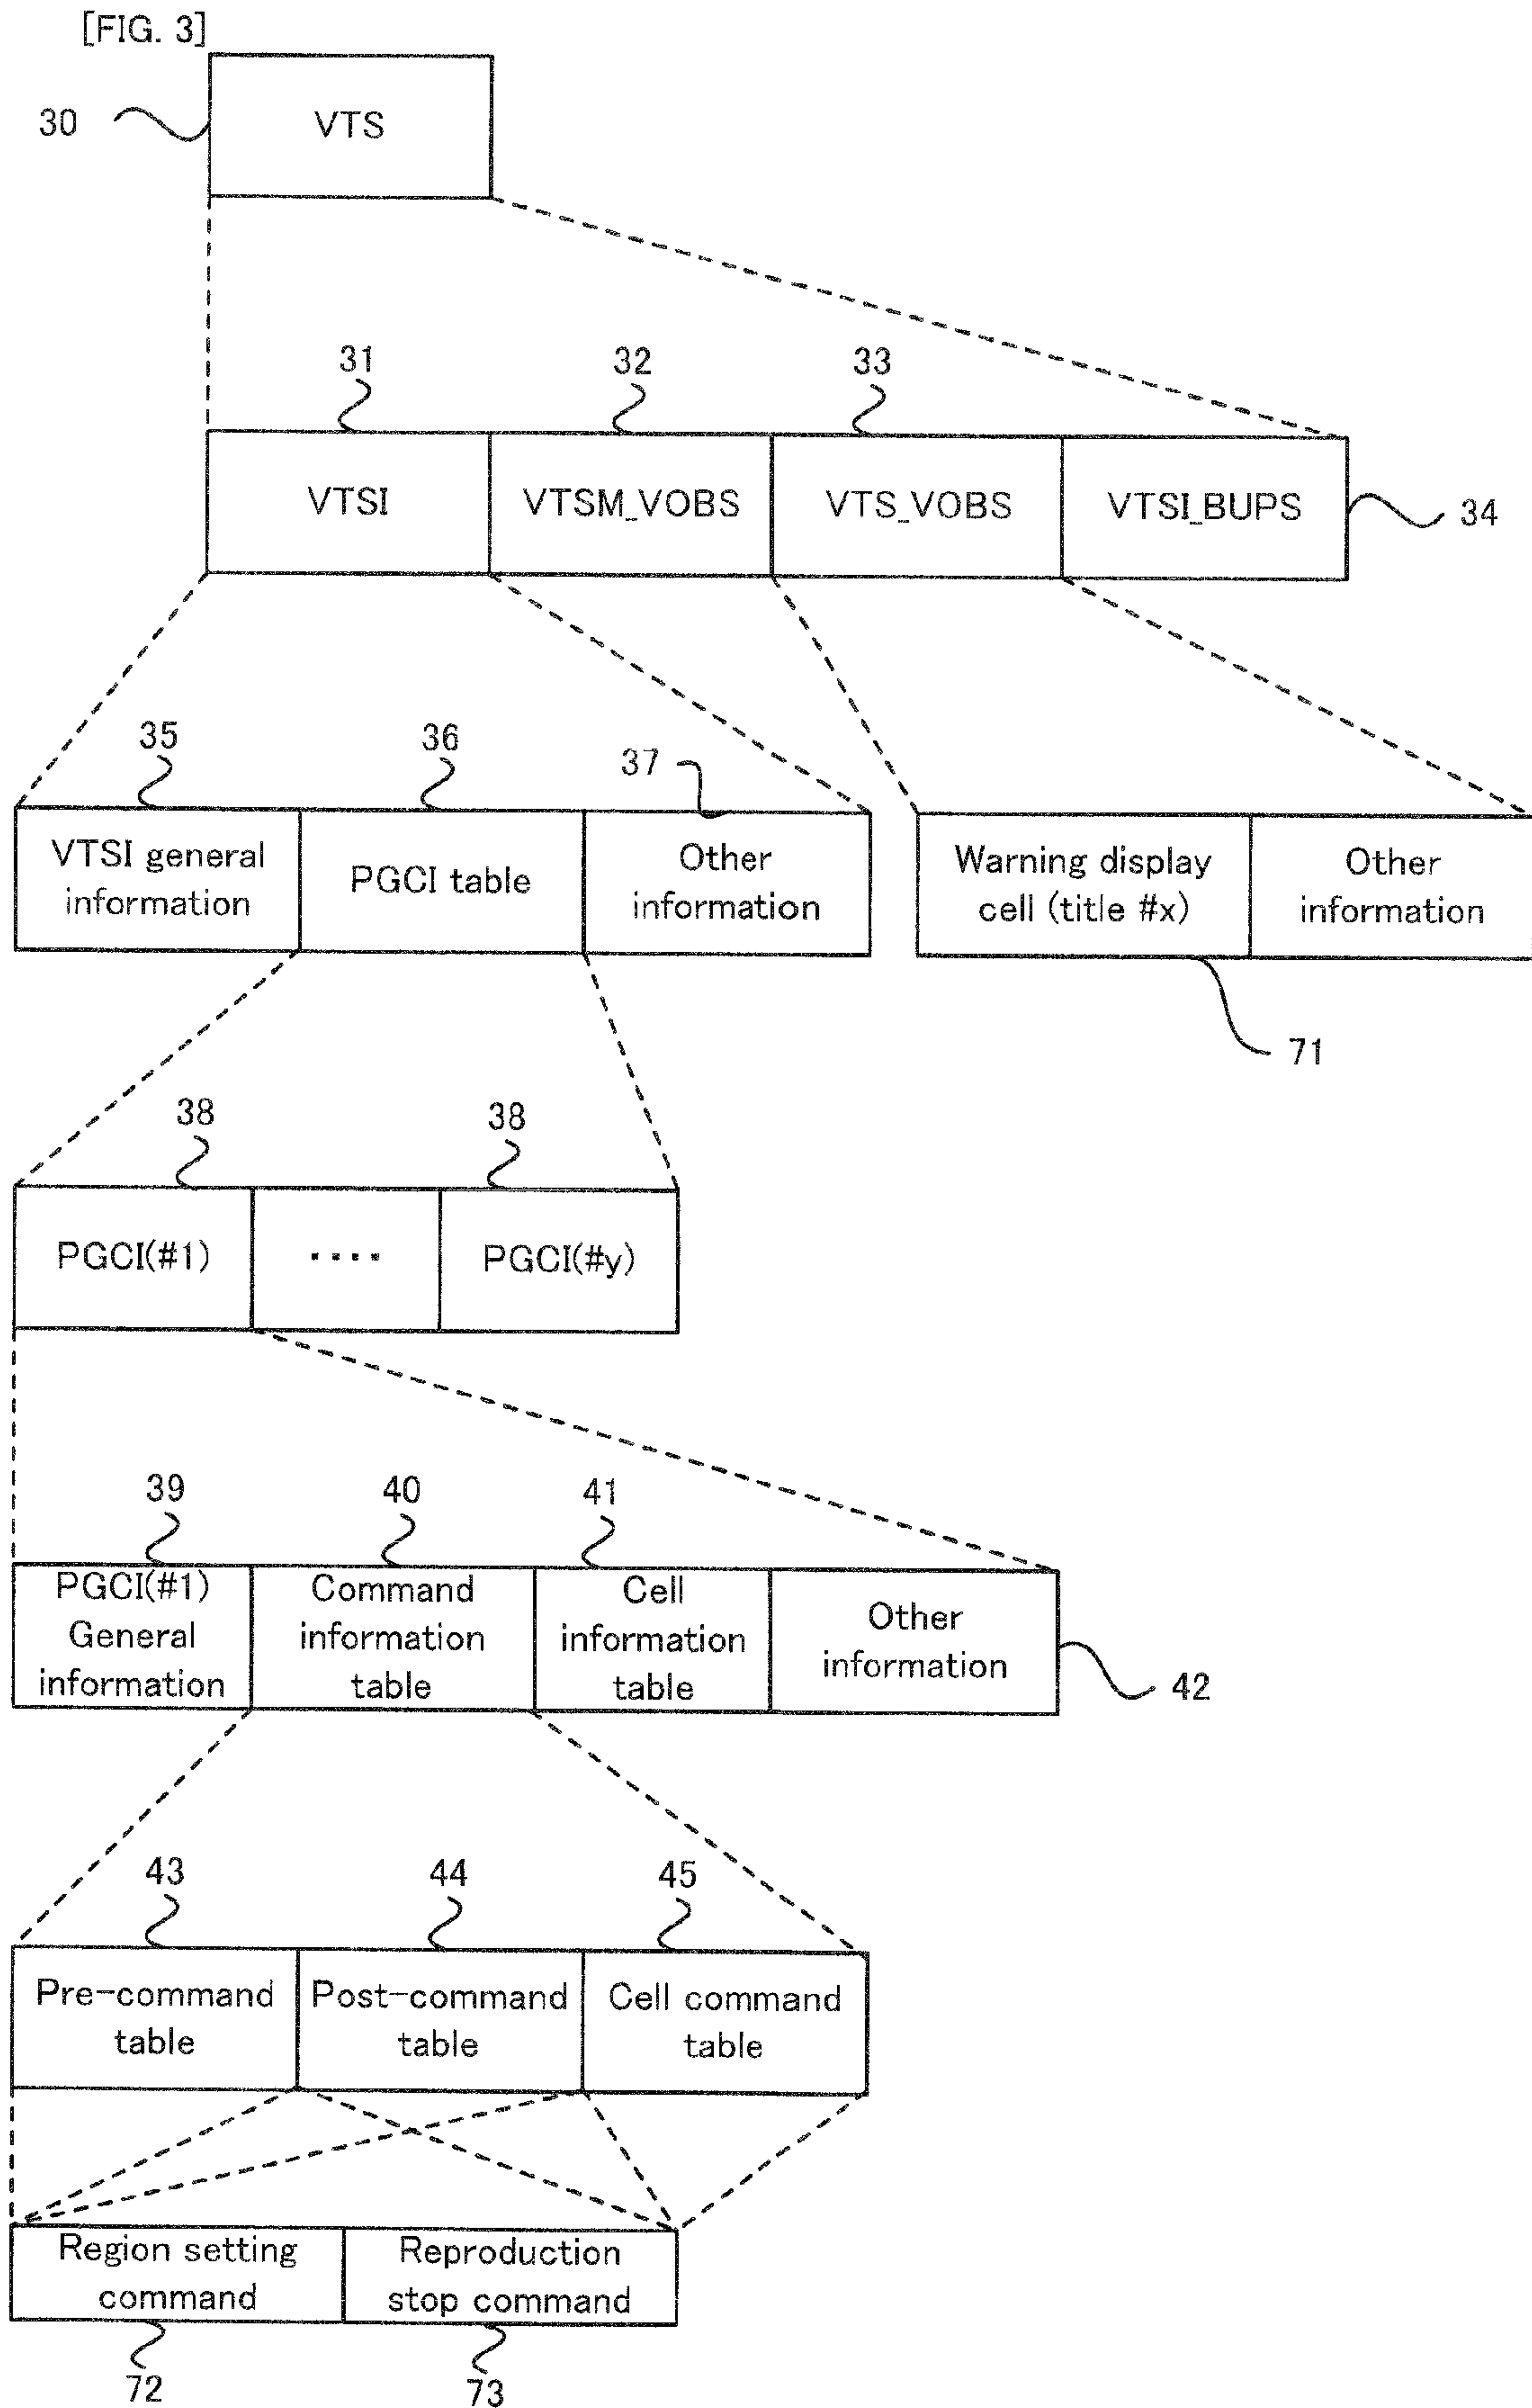 [FIG. 3]
30
VTS
31
32
33
VTSI
VTSM_VOBS
VTS_VOBS
VTSI_BUPS
34
35
36
37
VTSI general
information
PGCI table
Other
information
Warning display
cell (title #x)
Other
information
71
38
38
PGCI(#1)
....
PGCI(#y)
39
40
41
PGCI(#1)
General
information
Command
information
table
Cell
information
table
Other
information
42
43
44
45
Pre-command
table
Post-command
table
Cell command
table
Region setting
command
Reproduction
stop command
72
73